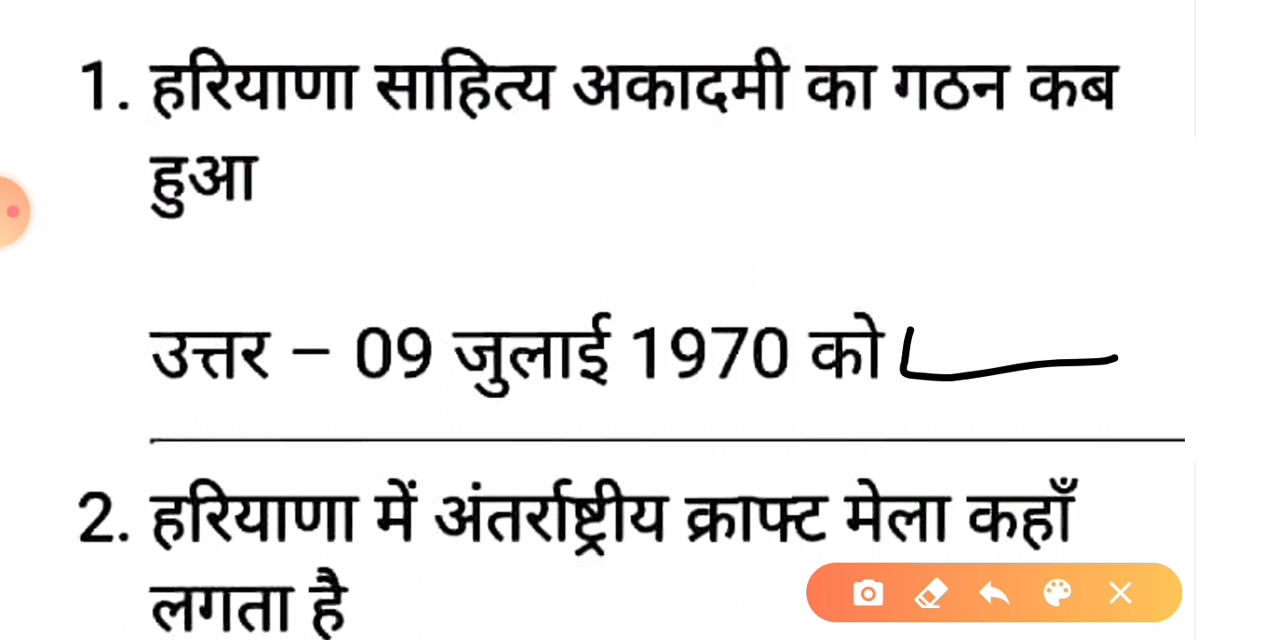 1. हरियाणा साहित्य अकादमी का गठन कब
हुआ
उत्तर – 09 जुलाई 1970 को
2. हरियाणा में अंतर्राष्ट्रीय क्राफ्ट मेला कहाँ
लगता है